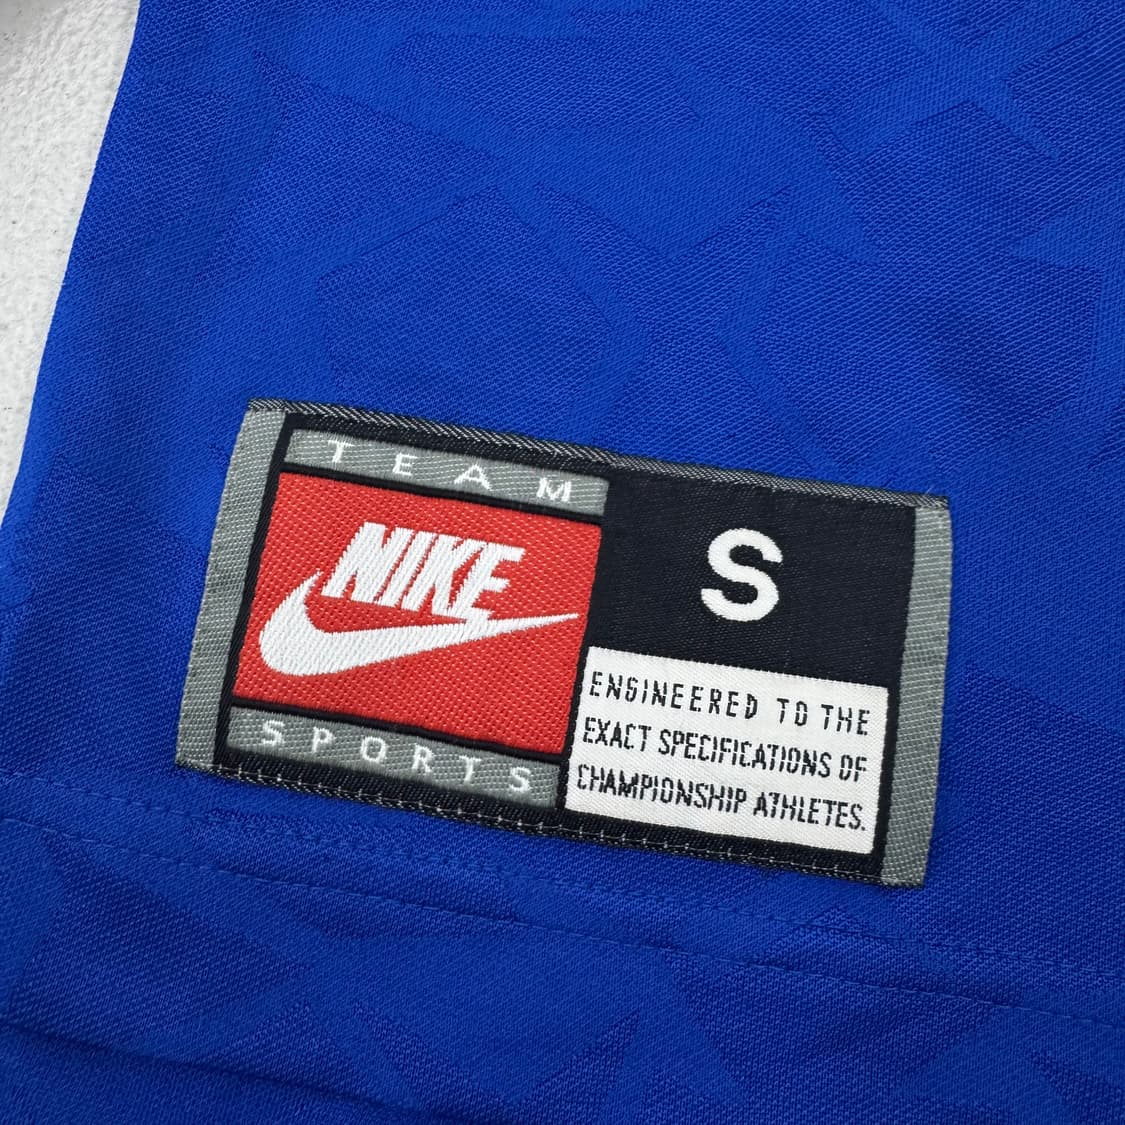 TEAM
NIKE
SPORTS
S
ENGINEERED TO THE
EXACT SPECIFICATIONS OF
CHAMPIONSHIP ATHLETES.